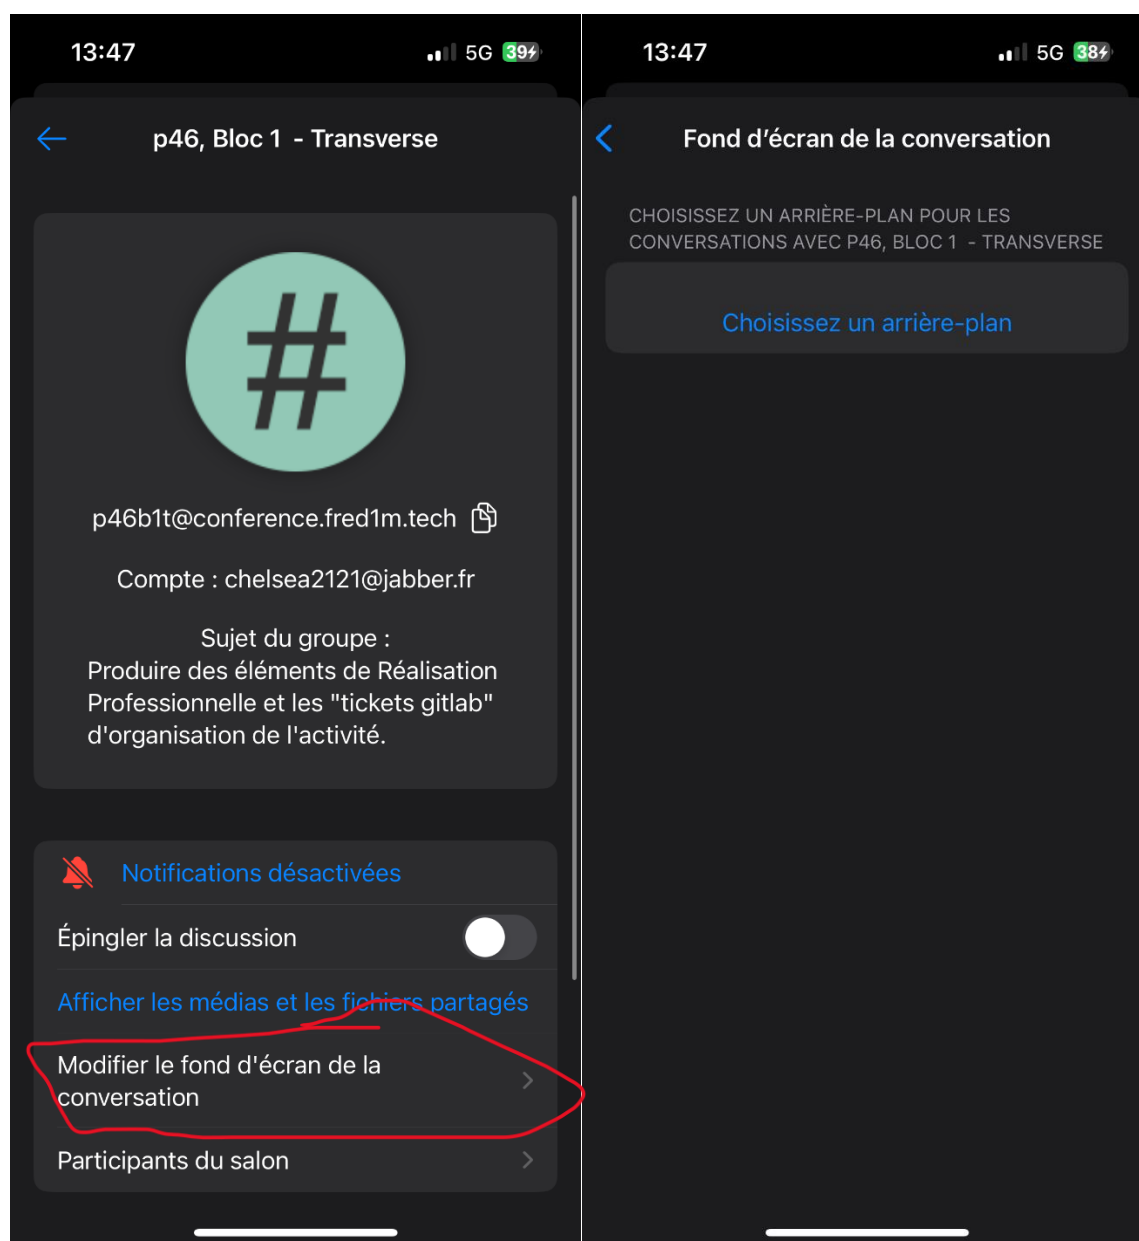 13:47
5G 39
p46, Bloc 1 - Transverse
#
p46b1t@conference.fred1m.tech
Compte : chelsea2121@jabber.fr
Sujet du groupe :
Produire des éléments de Réalisation
Professionnelle et les "tickets gitlab"
d'organisation de l'activité.
Notifications désactivées
Épingler la discussion
Afficher les médias et les fichiers partagés
Modifier le fond d'écran de la
conversation
Participants du salon
13:47
5G 38
Fond d'écran de la conversation
CHOISISSEZ UN ARRIÈRE-PLAN POUR LES
CONVERSATIONS AVEC P46, BLOC 1 - TRANSVERSE
Choisissez un arrière-plan